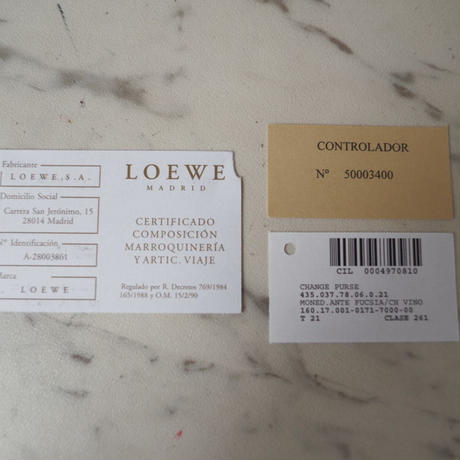 Fabricante
LOEWE, S.A.
Domicilio Social
Carrera San Jerónimo, 15
28014 Madrid
Nº Identificación
A-28003861
Marca
LOEWE
LOEWE
MADRID
CERTIFICADO
COMPOSICIÓN
MARROQUINERÍA
Y ARTIC. VIAJE
Regulado por R. Decretos 769/1984
165/1988 y O.M. 15/2/90
CONTROLADOR
Nº 50003400
CIL 0004970810
CHANGE PURSE
435.037.78.06.0.21
MONED.ANTE FUCSIA/CH VINO
160.17.001-0171-7000-00
T 21 CLASE 261